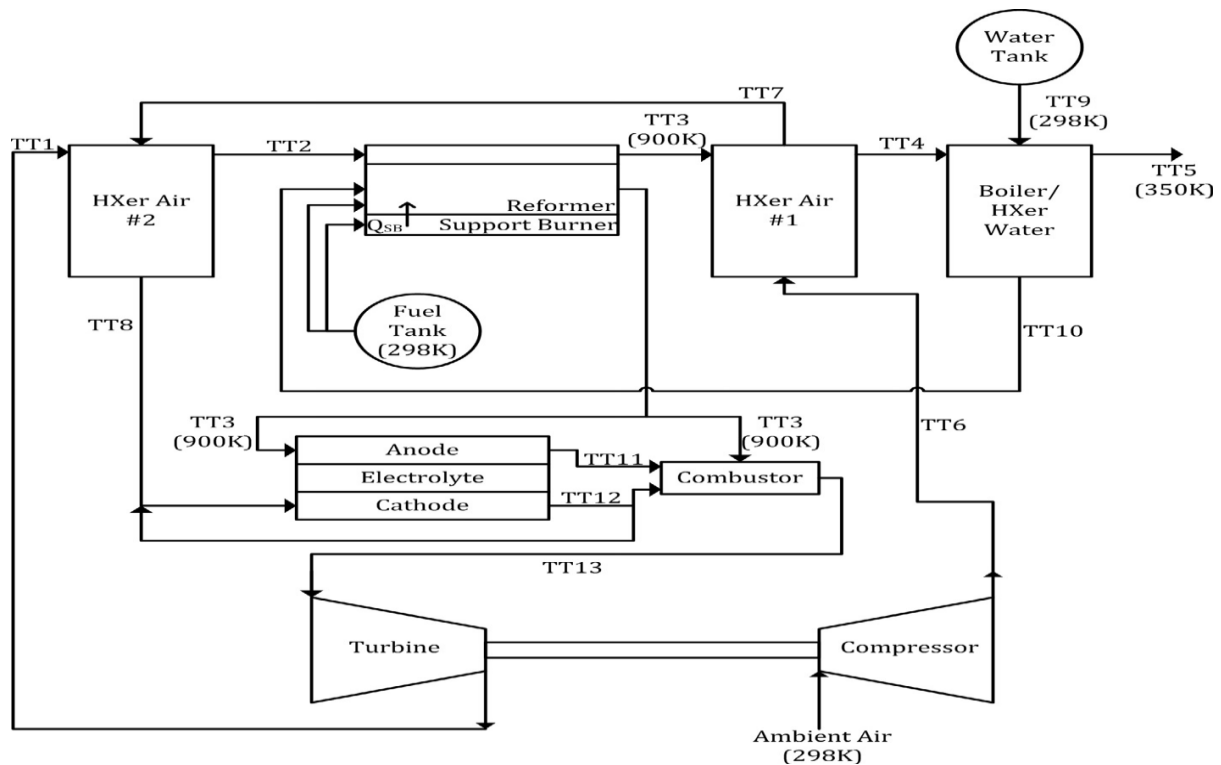 Water
Tank
TT7
TT3
(900K)
TT9
(298K)
TT1
TT2
TT4
TT5
(350K)
HXer Air
#2
Reformer
QSB
Support Burner
HXer Air
#1
Boiler/
HXer
Water
Fuel
Tank
(298K)
TT8
TT10
TT3
(900K)
TT3
(900K)
TT6
Anode
TT11
Electrolyte
Combustor
Cathode
TT12
TT13
Turbine
Compressor
Ambient Air
(298K)